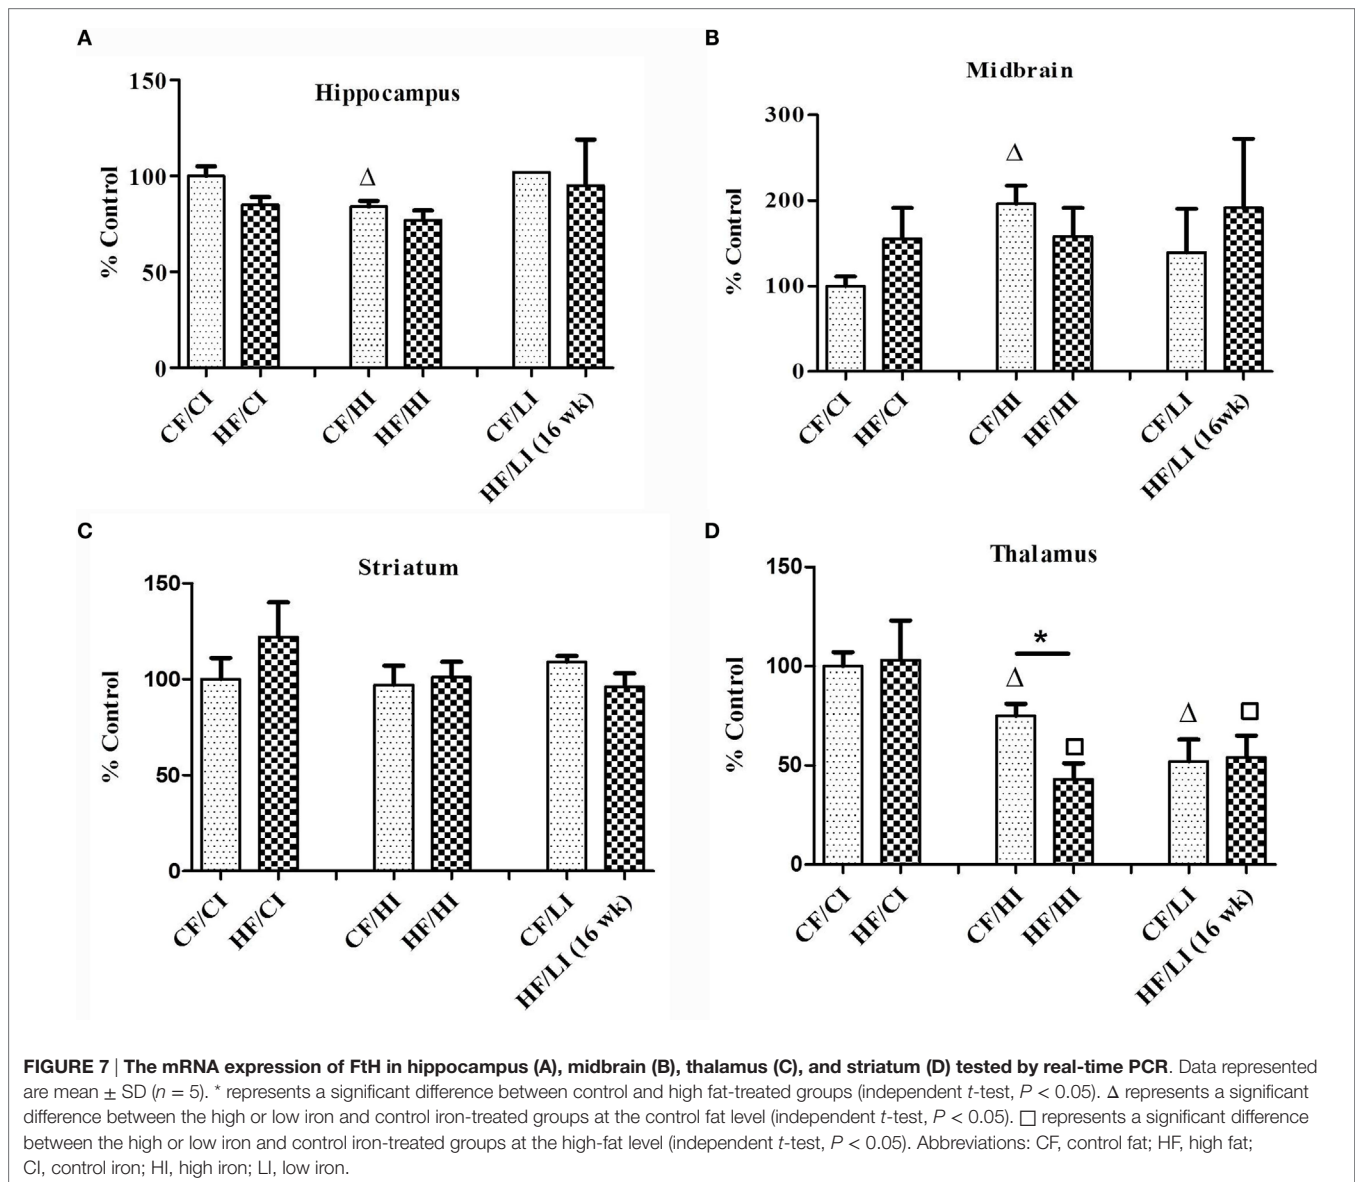 A
Hippocampus
150
100
50
0
% Control
Δ
CF/CI
HF/CI
CF/HI
HF/HI
CF/LI
HF/LI (16 wk)
B
Midbrain
300
200
100
0
% Control
Δ
CF/CI
HF/CI
CF/HI
HF/HI
CF/LI
HF/LI (16wk)
C
Striatum
150
100
50
0
% Control
CF/CI
HF/CI
CF/HI
HF/HI
CF/LI
HF/LI (16 wk)
D
Thalamus
150
100
50
0
% Control
*
Δ
□
Δ
□
CF/CI
HF/CI
CF/HI
HF/HI
CF/LI
HF/LI (16 wk)
FIGURE 7 | The mRNA expression of FtH in hippocampus (A), midbrain (B), thalamus (C), and striatum (D) tested by real-time PCR. Data represented
are mean ± SD (n = 5). * represents a significant difference between control and high fat-treated groups (independent t-test, P < 0.05). Δ represents a significant
difference between the high or low iron and control iron-treated groups at the control fat level (independent t-test, P < 0.05). □ represents a significant difference
between the high or low iron and control iron-treated groups at the high-fat level (independent t-test, P < 0.05). Abbreviations: CF, control fat; HF, high fat;
CI, control iron; HI, high iron; LI, low iron.